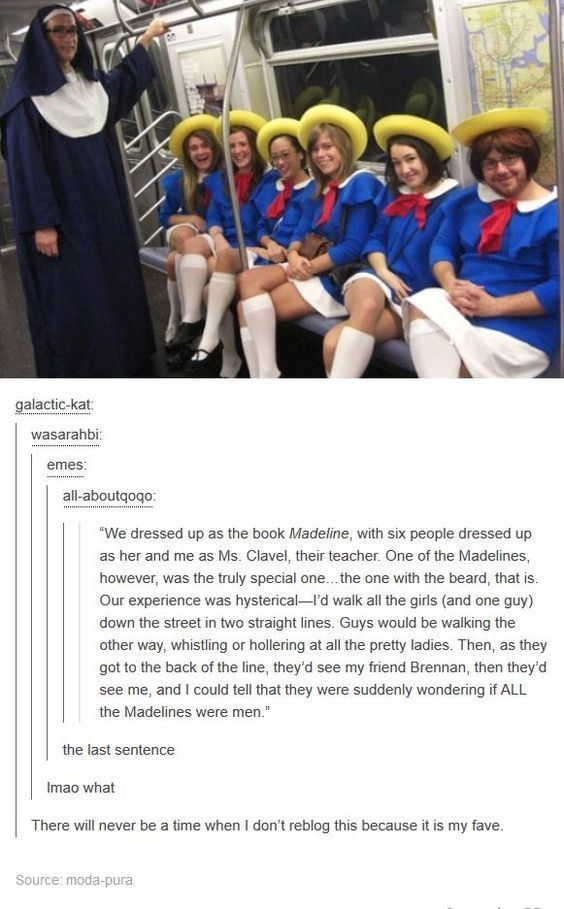 galactic-kat:
wasarahbi:
emes:
all-aboutqoqo:
"We dressed up as the book Madeline, with six people dressed up
as her and me as Ms. Clavel, their teacher. One of the Madelines,
however, was the truly special one…the one with the beard, that is.
Our experience was hysterical—I'd walk all the girls (and one guy)
down the street in two straight lines. Guys would be walking the
other way, whistling or hollering at all the pretty ladies. Then, as they
got to the back of the line, they'd see my friend Brennan, then they'd
see me, and I could tell that they were suddenly wondering if ALL
the Madelines were men."
the last sentence
lmao what
There will never be a time when I don't reblog this because it is my fave.
Source: moda-pura